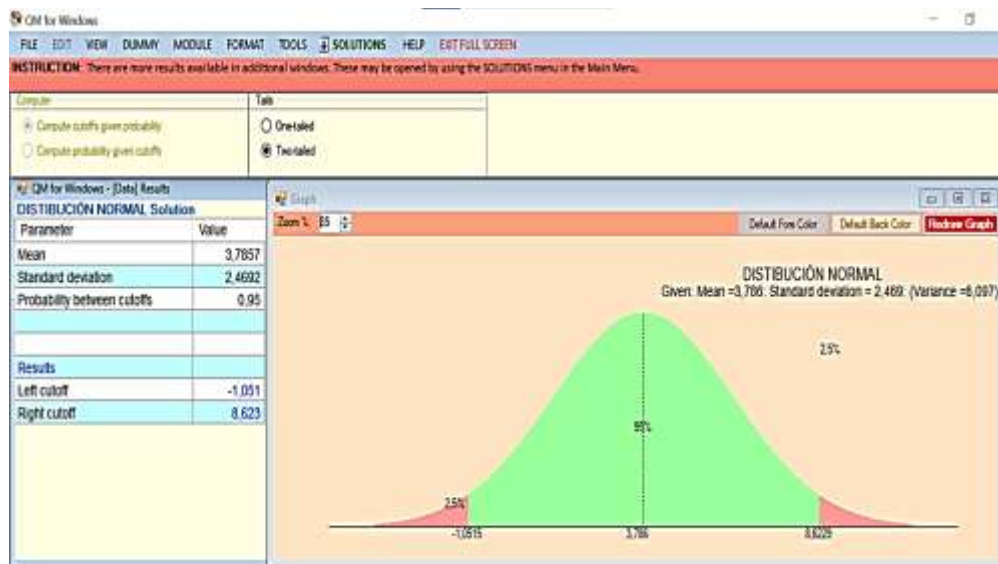 QM for Windows
FILE EDIT VIEW DUMMY MODULE FORMAT TOOLS SOLUTIONS HELP EXIT FULL SCREEN
INSTRUCTION: There are more results available in additional windows. These may be opened by using the SOLUTIONS menu in the Main Menu.
Compute
Compute cutoffs given probability
Compute probability given cutoffs
Tails
One-tailed
Two-tailed
QM for Windows - [Data] Results
DISTIBUCIÓN NORMAL Solution
Parameter Value
Mean 3,7857
Standard deviation 2,4692
Probability between cutoffs 0,95
Results
Left cutoff -1,051
Right cutoff 8,623
Graph
Zoom % 85 Default Fore Color Default Back Color Redraw Graph
DISTIBUCIÓN NORMAL
Given: Mean =3,786: Standard deviation = 2,469: (Variance =6,097)
2.5%
95%
2.5%
-1,0515 3,786 8,6229